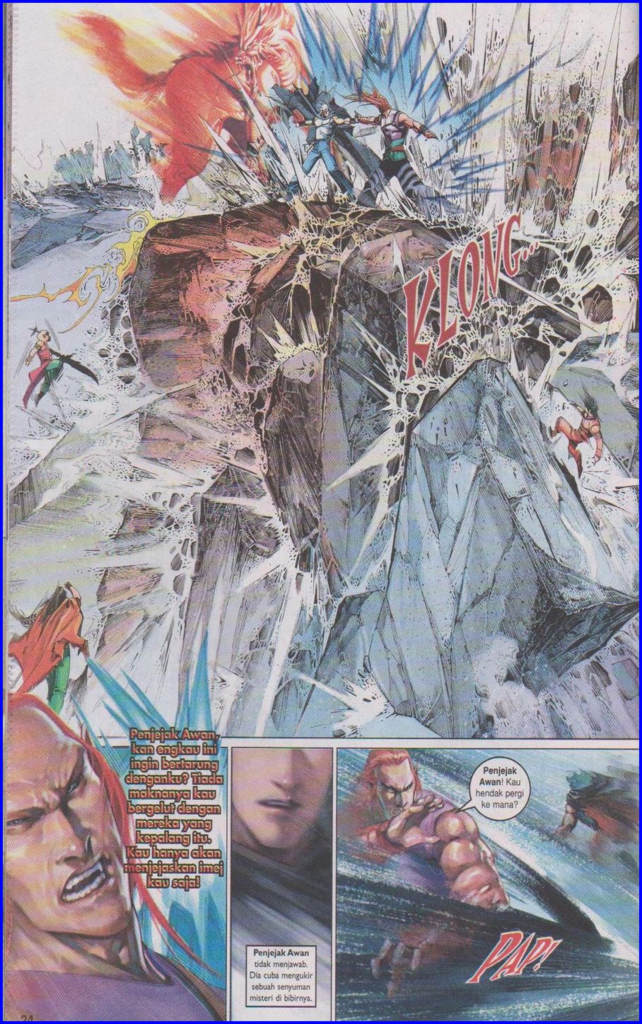 KLONG...
Penjejak Awan,
kan engkau ini
ingin bertarung
denganku? Tiada
maknanya kau
bergelut dengan
mereka yang
kepalang itu.
Kau hanya akan
menjejaskan imej
kau saja!
Penjejak Awan
tidak menjawab.
Dia cuba mengukir
sebuah senyuman
misteri di bibirnya.
Penjejak
Awan! Kau
hendak pergi
ke mana?
PAP!
24